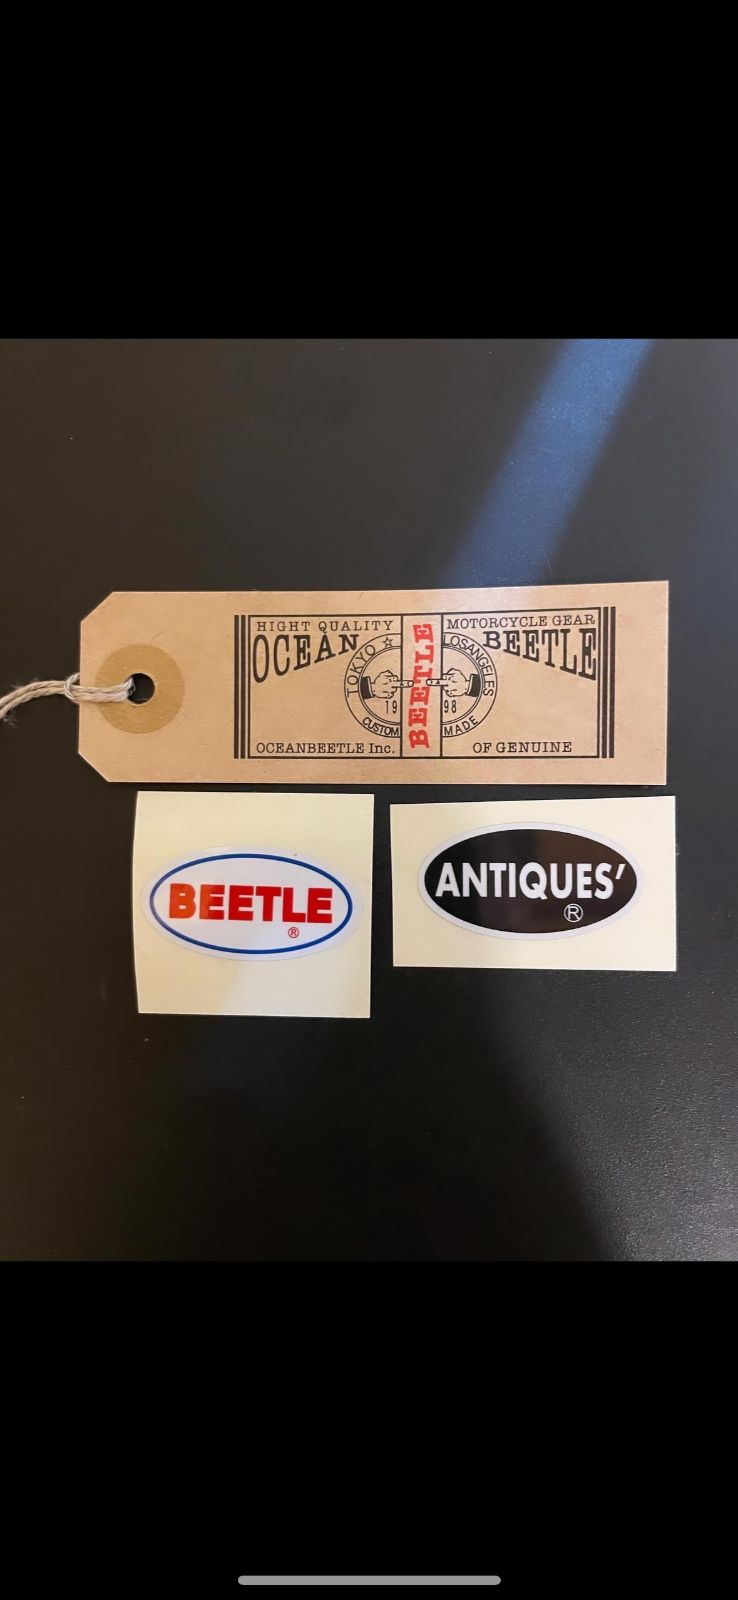 HIGHT QUALITY
MOTORCYCLE GEAR
OCEAN
BEETLE
TOKYO ☆ LOSANGELES
BEETLE
19 98
CUSTOM MADE
OCEANBEETLE Inc.
OF GENUINE
BEETLE
®
ANTIQUES'
®